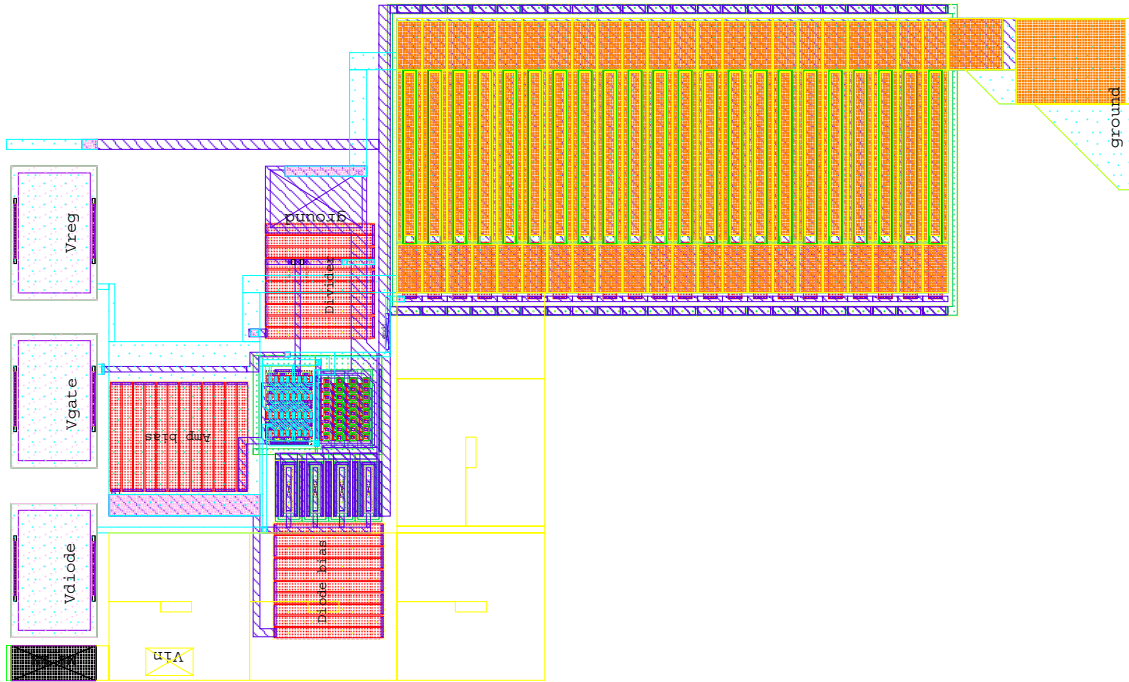 ground
Vreg
ground
Divider
Vgate
Amp bias
Vdiode
Diode bias
Vin